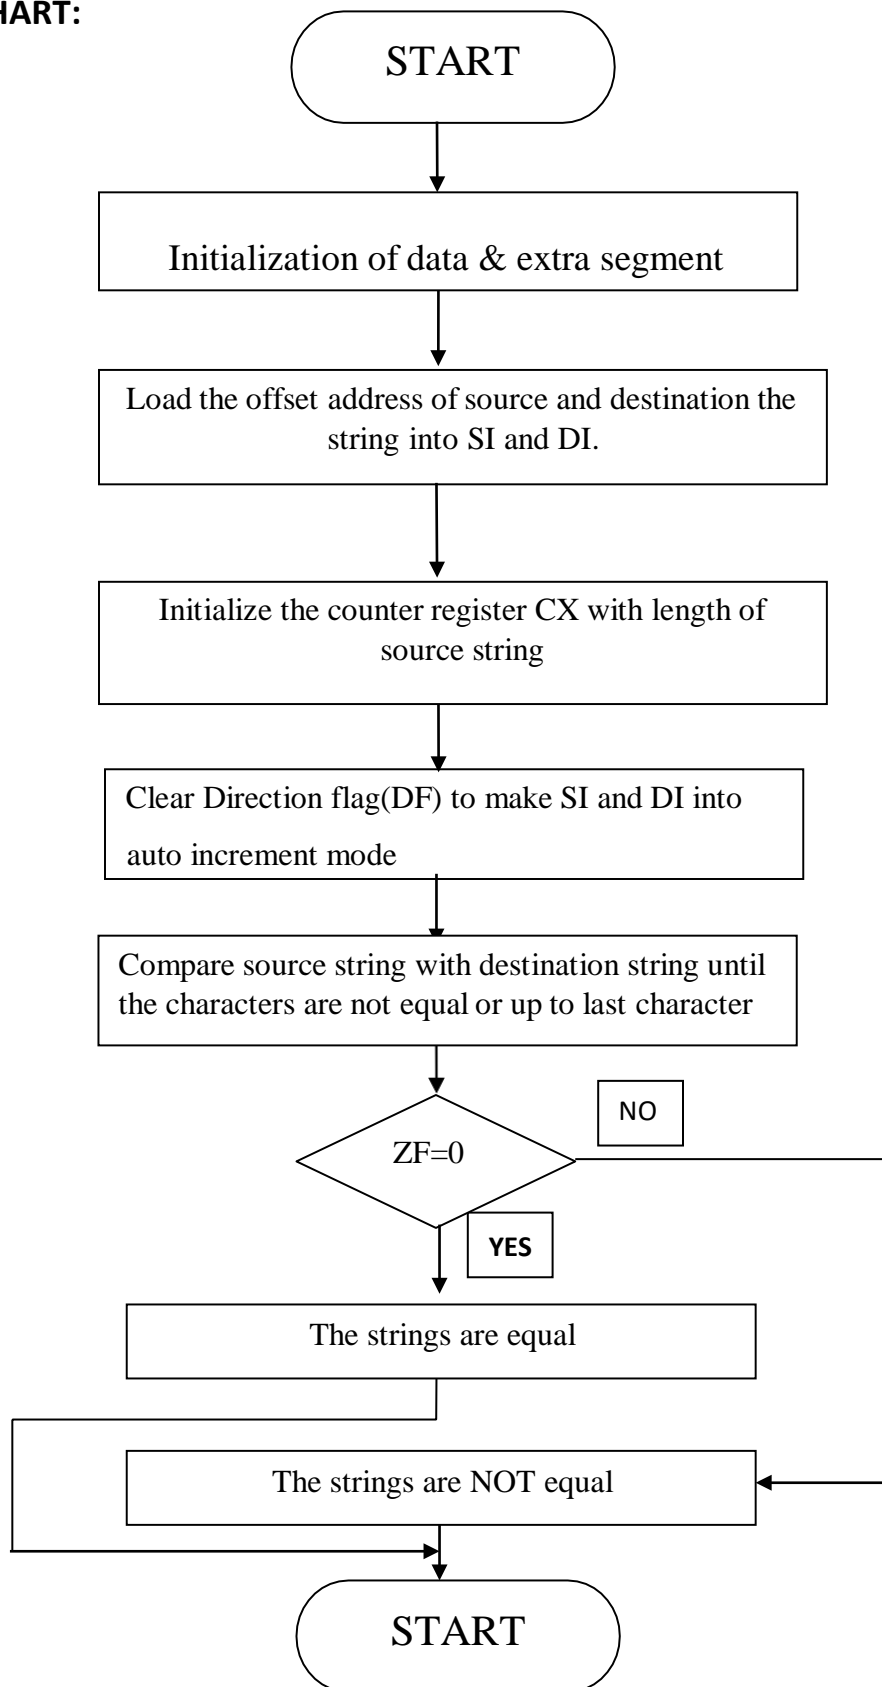 HART:
START
Initialization of data & extra segment
Load the offset address of source and destination the
string into SI and DI.
Initialize the counter register CX with length of
source string
Clear Direction flag(DF) to make SI and DI into
auto increment mode
Compare source string with destination string until
the characters are not equal or up to last character
NO
ZF=0
YES
The strings are equal
The strings are NOT equal
START